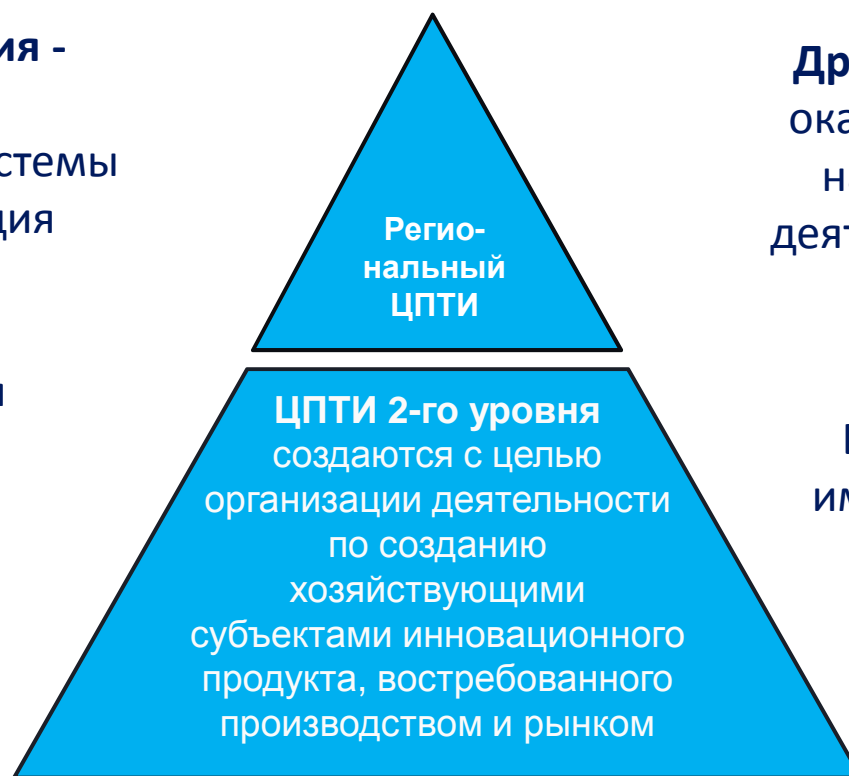 Регио-
нальный
ЦПТИ
ЦПТИ 2-го уровня
создаются с целью
организации деятельности
по созданию
хозяйствующими
субъектами инновационного
продукта, востребованного
производством и рынком